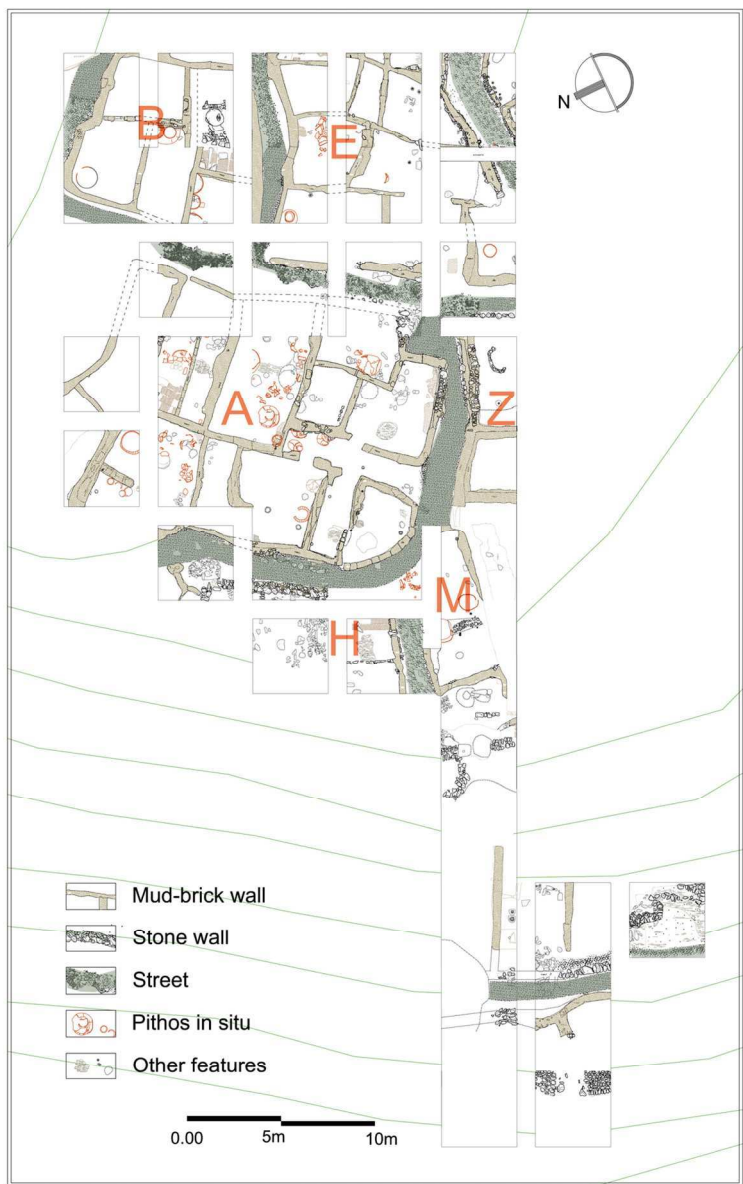 N
B
E
A
Z
M
H
Mud-brick wall
Stone wall
Street
Pithos in situ
Other features
0.00 5m 10m